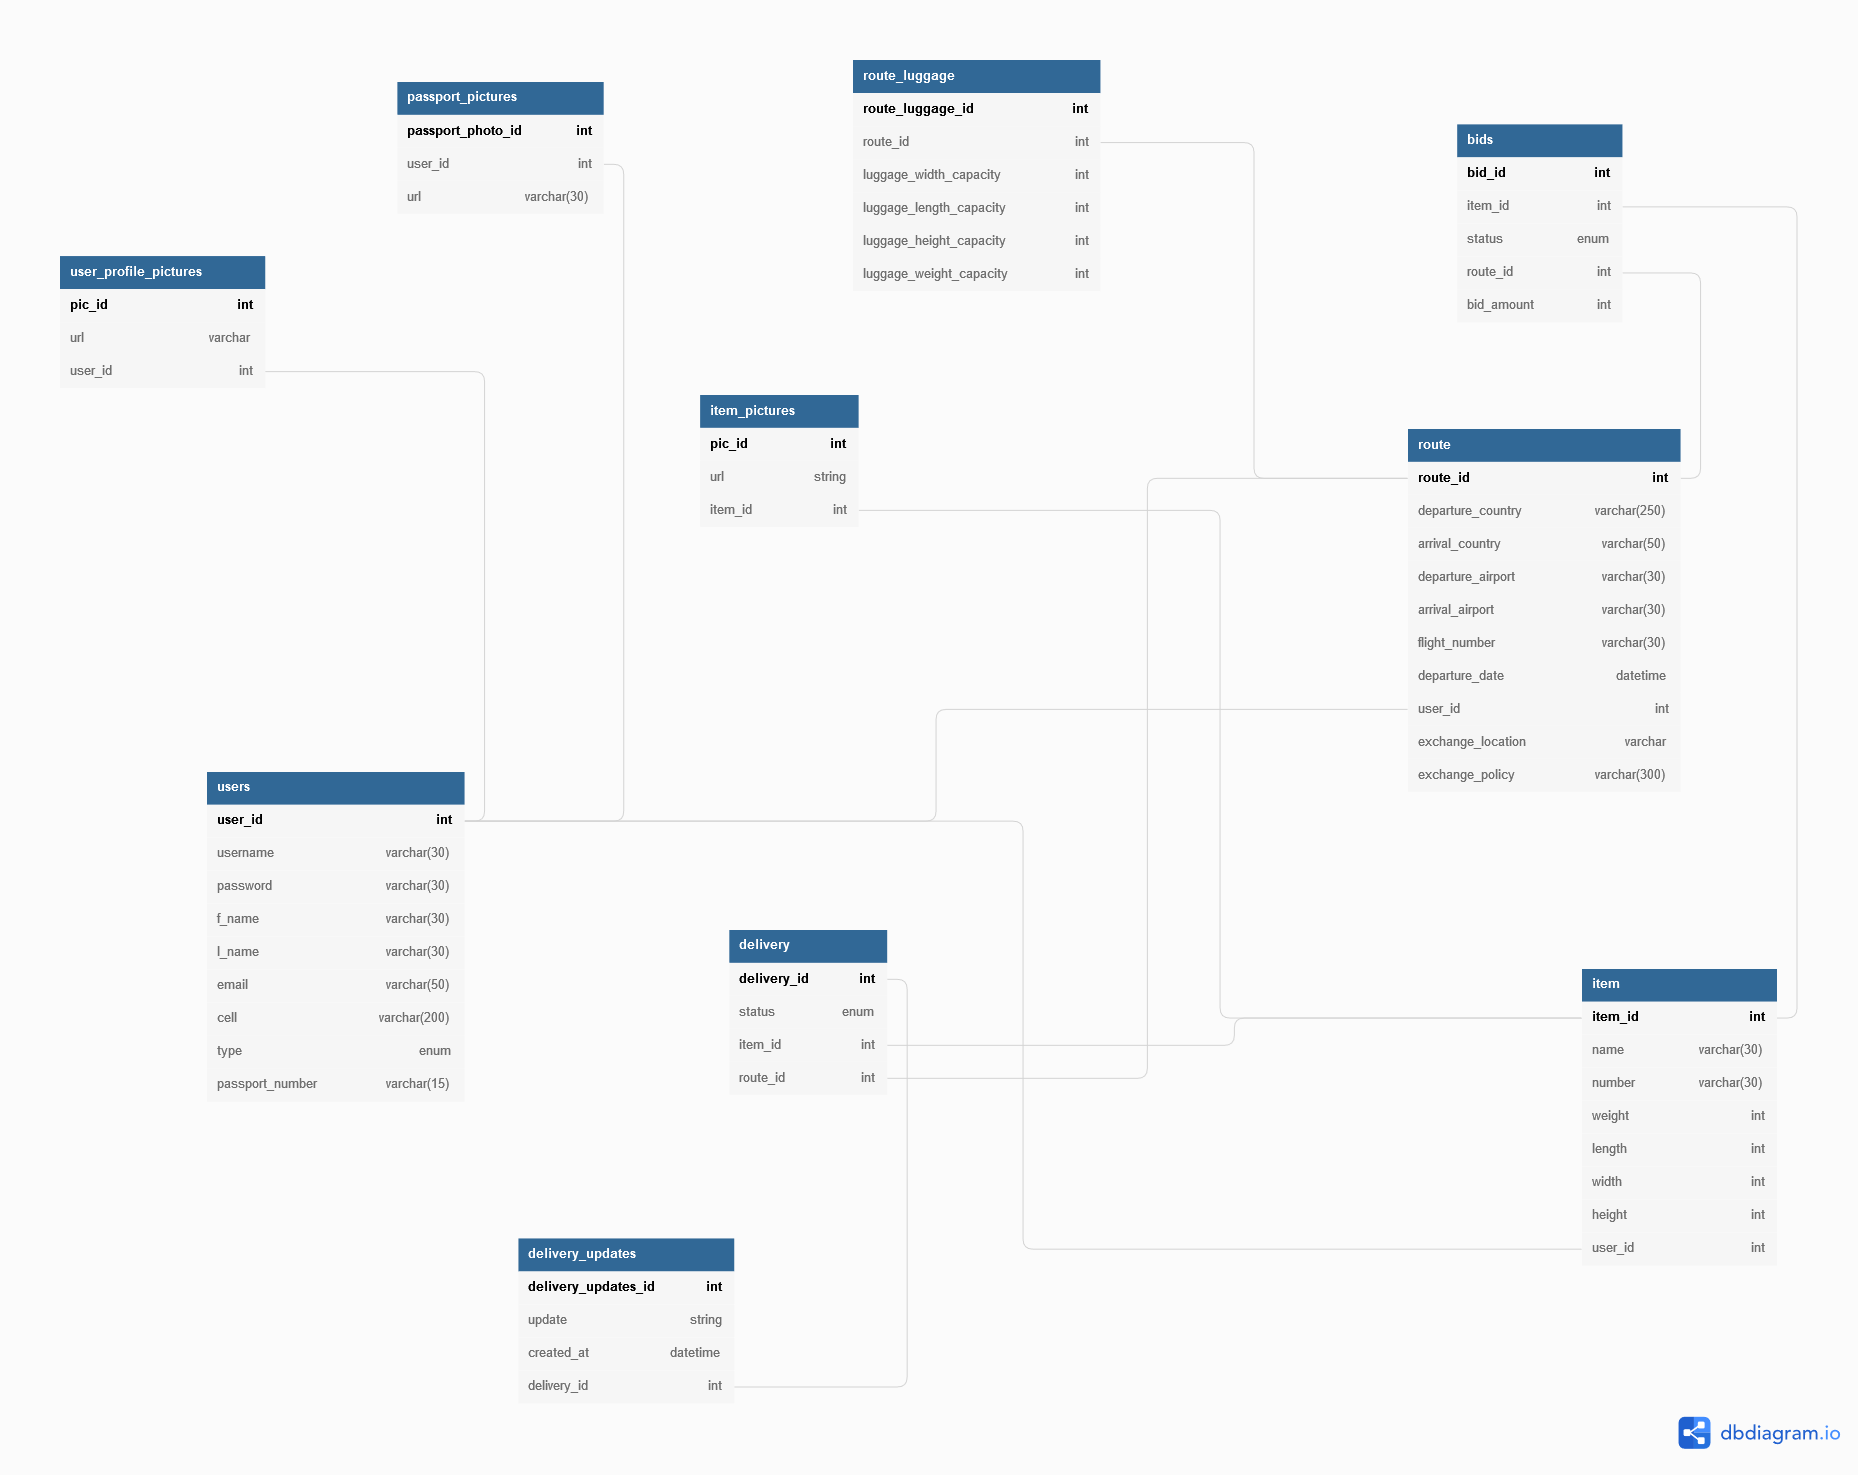 route_luggage
route_luggage_id int
route_id int
luggage_width_capacity int
luggage_length_capacity int
luggage_height_capacity int
luggage_weight_capacity int
passport_pictures
passport_photo_id int
user_id int
url varchar(30)
bids
bid_id int
item_id int
status enum
route_id int
bid_amount int
user_profile_pictures
pic_id int
url varchar
user_id int
item_pictures
pic_id int
url string
item_id int
route
route_id int
departure_country varchar(250)
arrival_country varchar(50)
departure_airport varchar(30)
arrival_airport varchar(30)
flight_number varchar(30)
departure_date datetime
user_id int
exchange_location varchar
exchange_policy varchar(300)
users
user_id int
username varchar(30)
password varchar(30)
f_name varchar(30)
l_name varchar(30)
email varchar(50)
cell varchar(200)
type enum
passport_number varchar(15)
delivery
delivery_id int
status enum
item_id int
route_id int
item
item_id int
name varchar(30)
number varchar(30)
weight int
length int
width int
height int
user_id int
delivery_updates
delivery_updates_id int
update string
created_at datetime
delivery_id int
dbdiagram.io